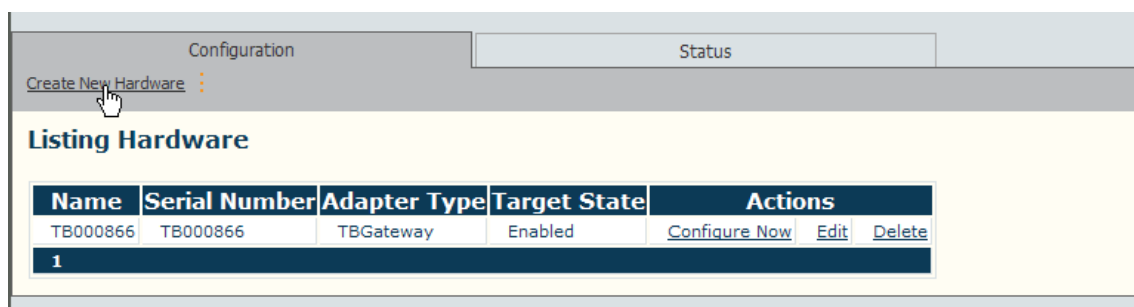 Configuration Status
Create New Hardware
Listing Hardware
Name Serial Number Adapter Type Target State Actions
TB000866 TB000866 TBGateway Enabled Configure Now Edit Delete
1